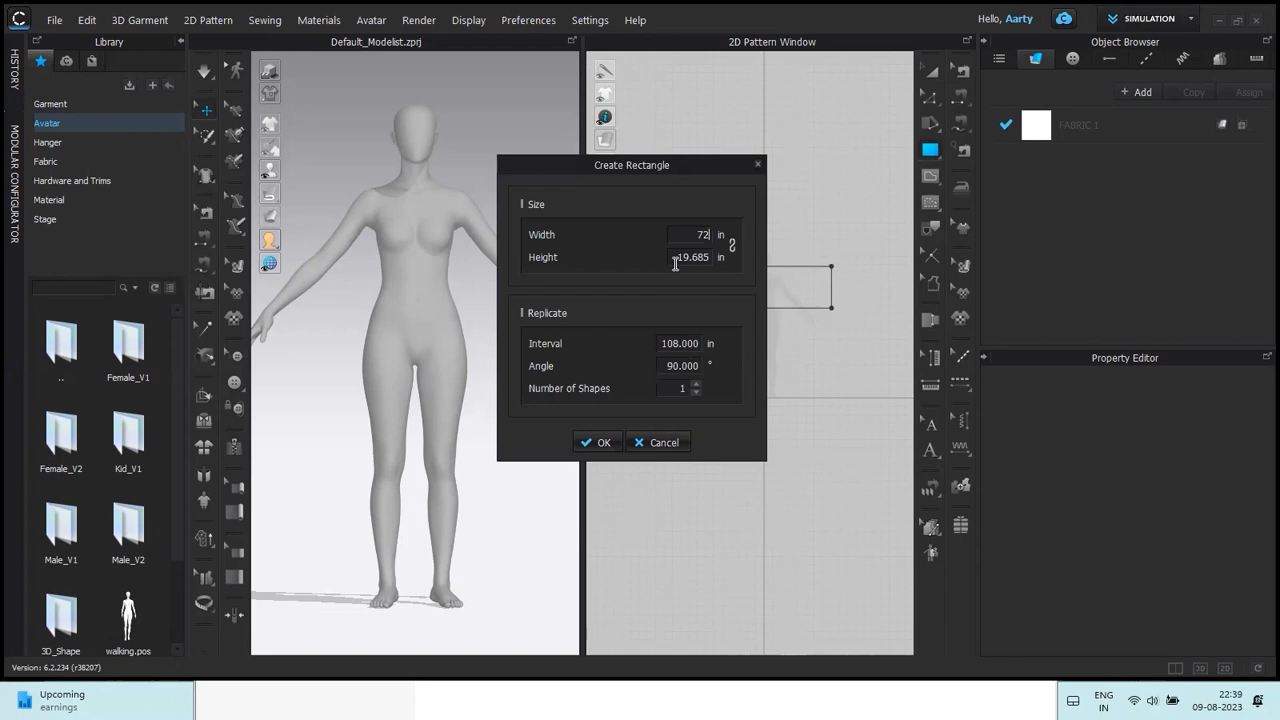 File Edit 3D Garment 2D Pattern Sewing Materials Avatar Render Display Preferences Settings Help
Hello, Aarty
SIMULATION
Library
Default_Modelist.zprj
2D Pattern Window
Object Browser
HISTORY
MODULAR CONFIGURATOR
Garment
Avatar
Hanger
Fabric
Hardware and Trims
Material
Stage
..
Female_V1
Female_V2
Kid_V1
Male_V1
Male_V2
3D_Shape
walking.pos
Create Rectangle
Size
Width 72 in
Height 19.685 in
Replicate
Interval 108.000 in
Angle 90.000 °
Number of Shapes 1
OK Cancel
+ Add Copy Assign
FABRIC 1
Property Editor
Version: 6.2.234 (r38207)
3D 2D
Upcoming
earnings
ENG
IN
22:39
09-08-2023